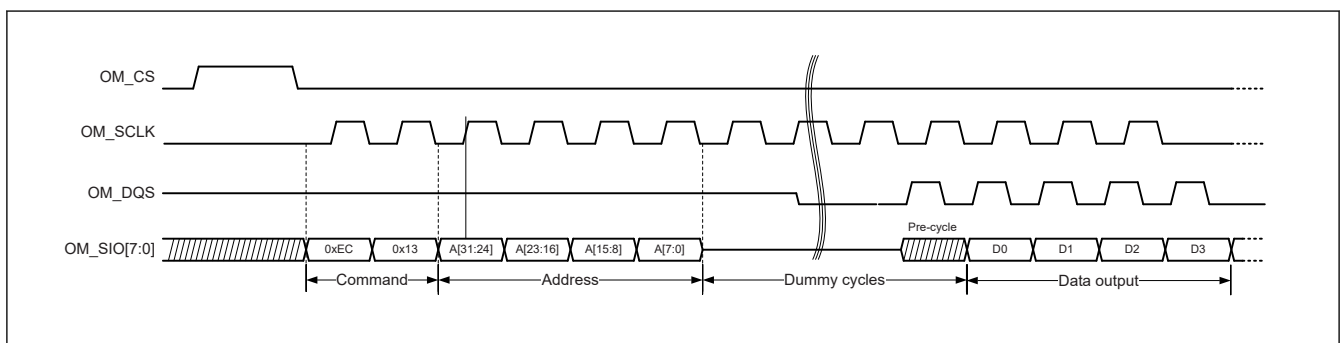 OM_CS
OM_SCLK
OM_DQS
Pre-cycle
OM_SIO[7:0] 0xEC 0x13 A[31:24] A[23:16] A[15:8] A[7:0] D0 D1 D2 D3
Command Address Dummy cycles Data output